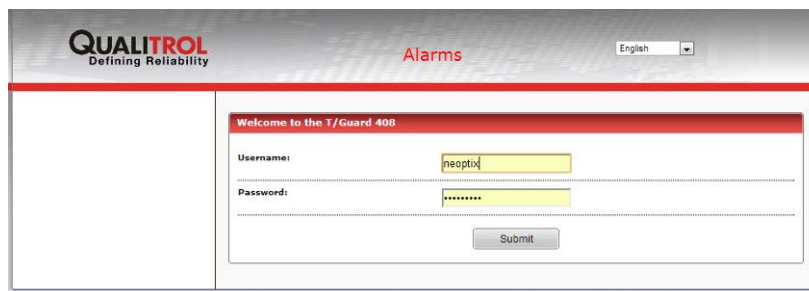 QUALITROL
Defining Reliability
Alarms
English
Welcome to the T/Guard 408
Username:
neoptix
Password:
•••••••••
Submit